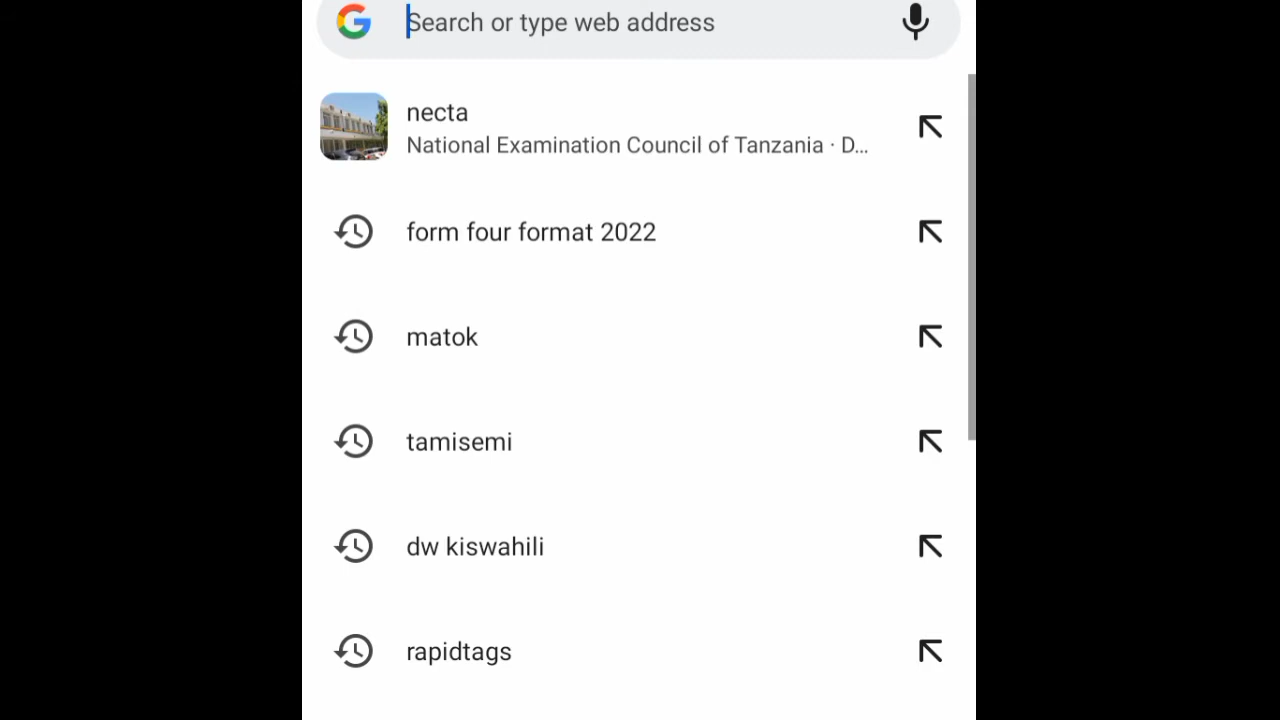 Search or type web address
necta
National Examination Council of Tanzania · D...
form four format 2022
matok
tamisemi
dw kiswahili
rapidtags